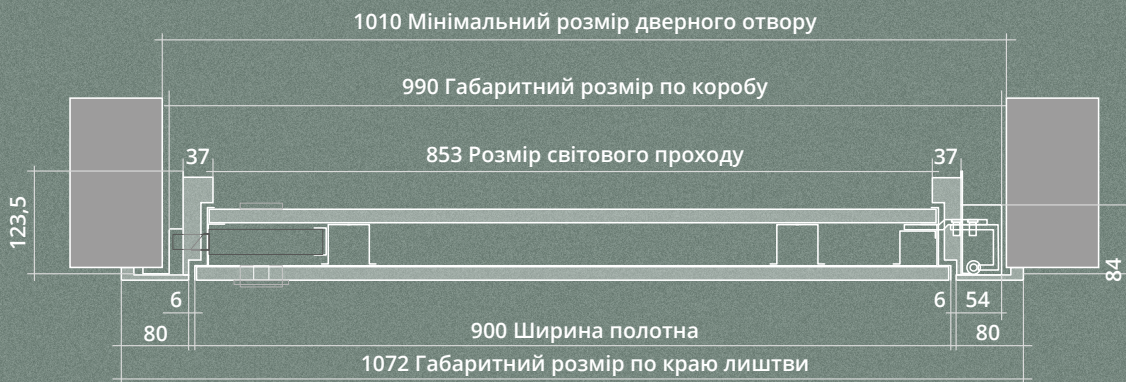 1010 Мінімальний розмір дверного отвору
990 Габаритний розмір по коробу
37
853 Розмір світового проходу
37
123,5
84
6
6
54
80
900 Ширина полотна
80
1072 Габаритний розмір по краю лиштви